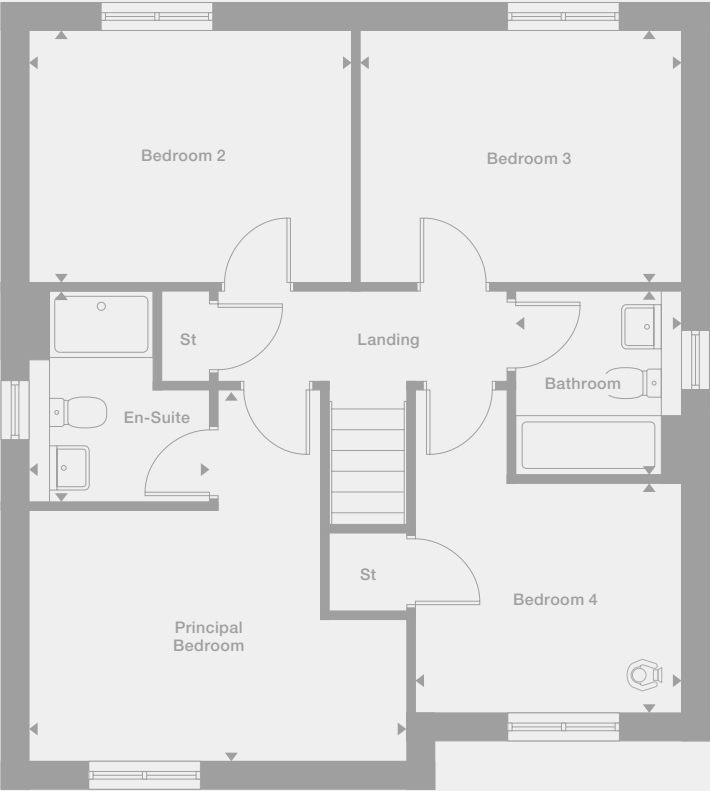 Bedroom 2
Bedroom 3
St
Landing
Bathroom
En-Suite
St
Bedroom 4
Principal
Bedroom